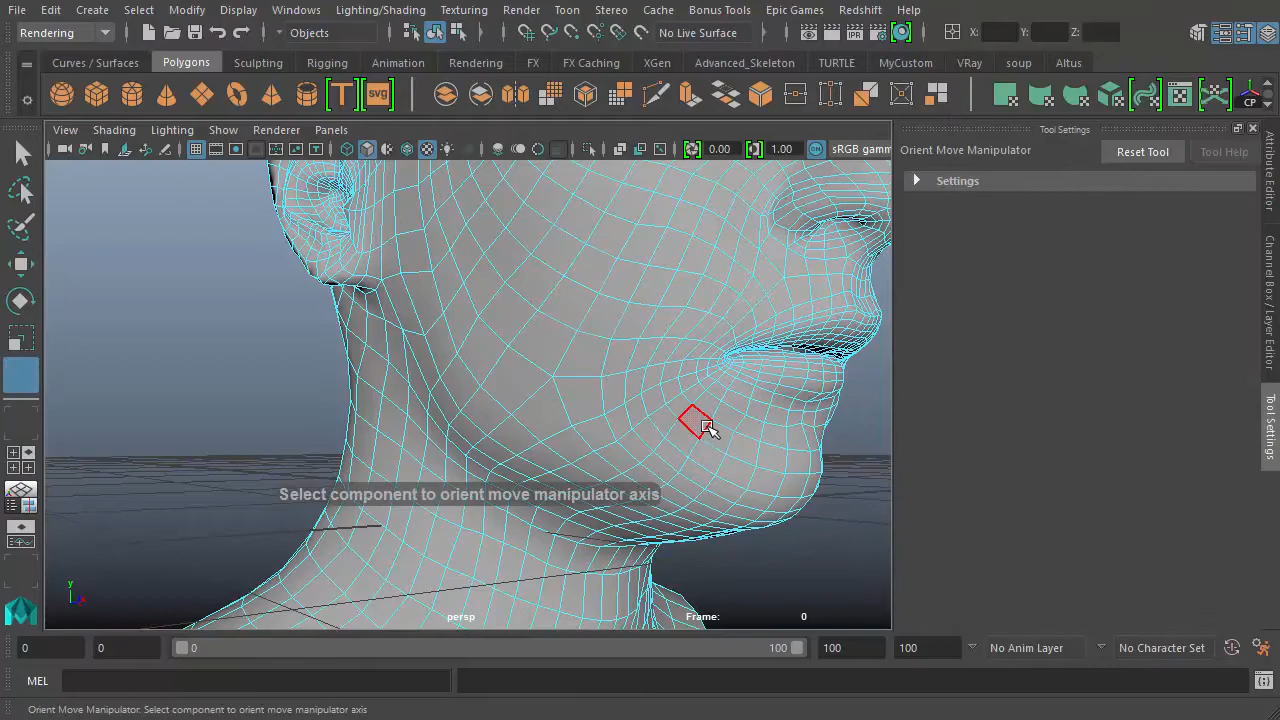 File Edit Create Select Modify Display Windows Lighting/Shading Texturing Render Toon Stereo Cache Bonus Tools Epic Games Redshift Help
Rendering Objects No Live Surface X: Y: Z:
Curves / Surfaces Polygons Sculpting Rigging Animation Rendering FX FX Caching XGen Advanced_Skeleton TURTLE MyCustom VRay soup Altus
T SVG CP
View Shading Lighting Show Renderer Panels
0.00 1.00 ON sRGB gamm
Tool Settings
Orient Move Manipulator Reset Tool Tool Help
Settings
Attribute Editor
Channel Box / Layer Editor
Tool Settings
Select component to orient move manipulator axis
y
x
persp Frame: 0
0 0 0 100 100 100 No Anim Layer No Character Set
MEL
Orient Move Manipulator: Select component to orient move manipulator axis